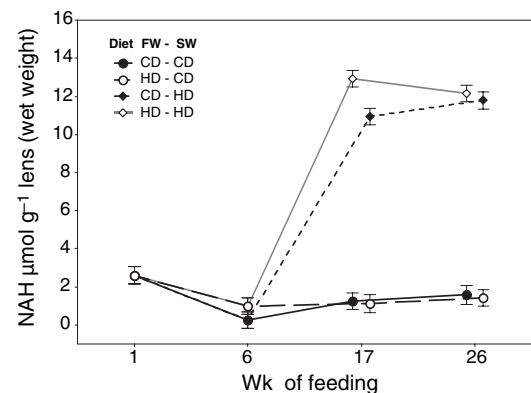 16
14
12
10
8
6
4
2
0
NAH μmol g⁻¹ lens (wet weight)
Diet FW - SW
CD - CD
HD - CD
CD - HD
HD - HD
1 6 17 26
Wk of feeding